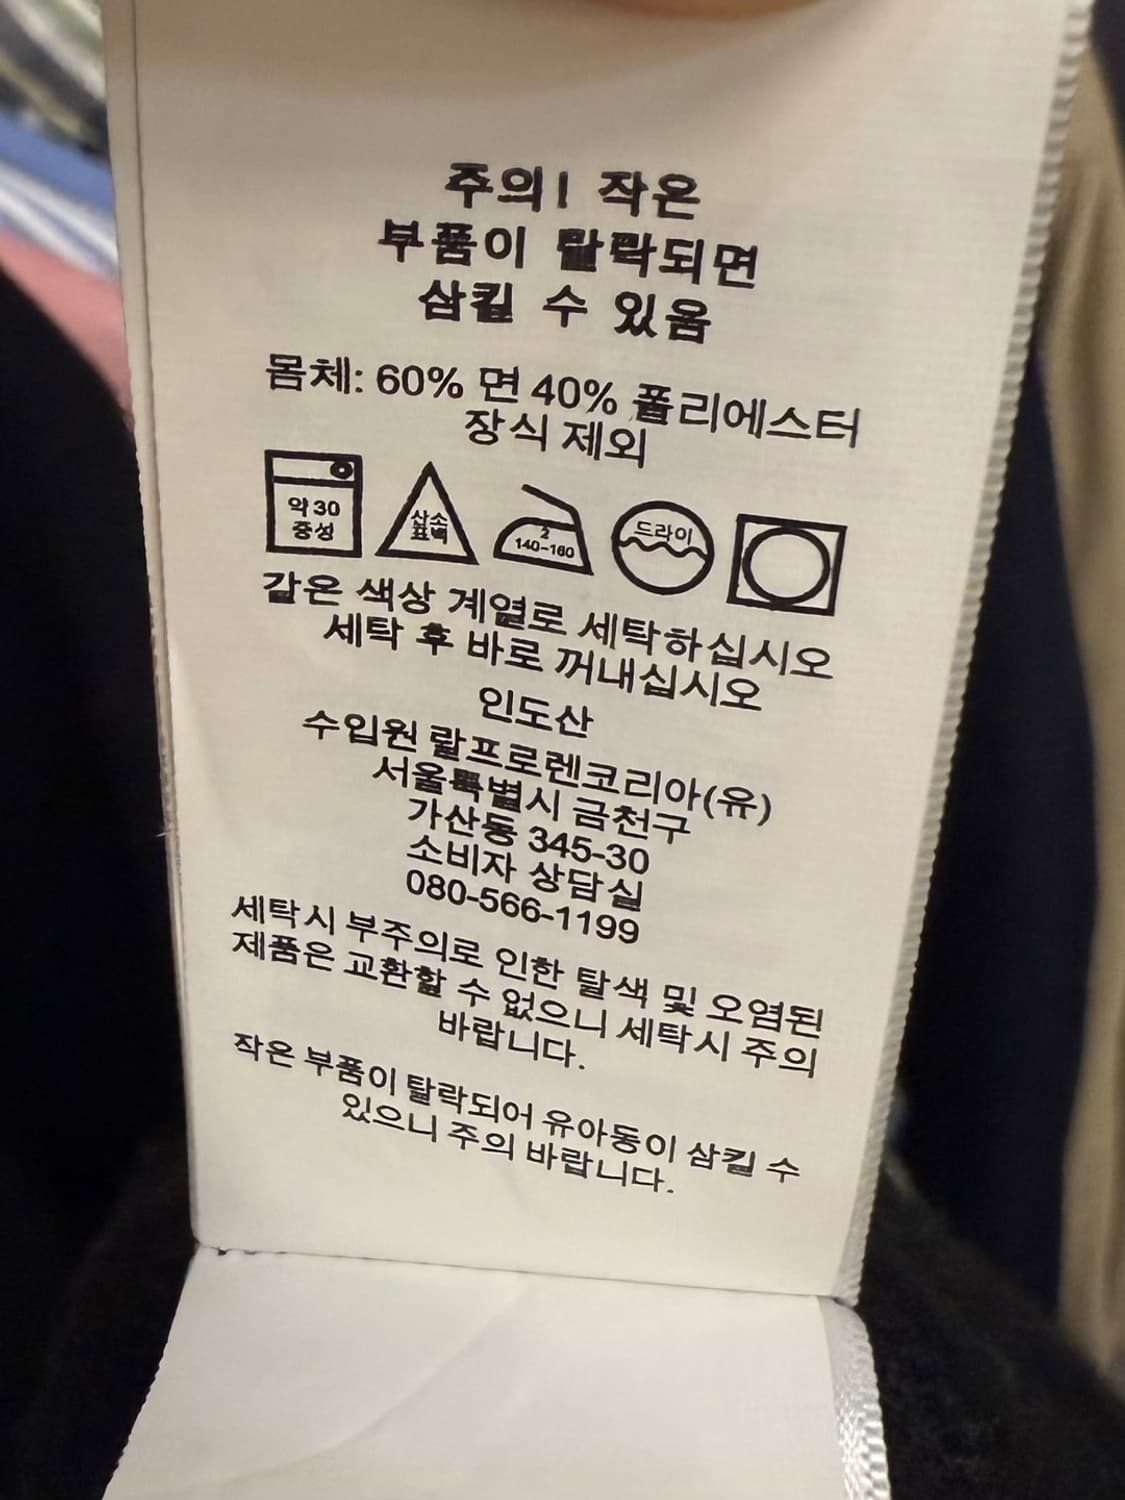 주의! 작은
부품이 탈락되면
삼킬 수 있음
몸체: 60% 면 40% 폴리에스터
장식 제외
약 30
중성
산소
표백
2
140-160
드라이
같은 색상 계열로 세탁하십시오
세탁 후 바로 꺼내십시오
인도산
수입원 랄프로렌코리아(유)
서울특별시 금천구
가산동 345-30
소비자 상담실
080-566-1199
세탁시 부주의로 인한 탈색 및 오염된
제품은 교환할 수 없으니 세탁시 주의
바랍니다.
작은 부품이 탈락되어 유아동이 삼킬 수
있으니 주의 바랍니다.